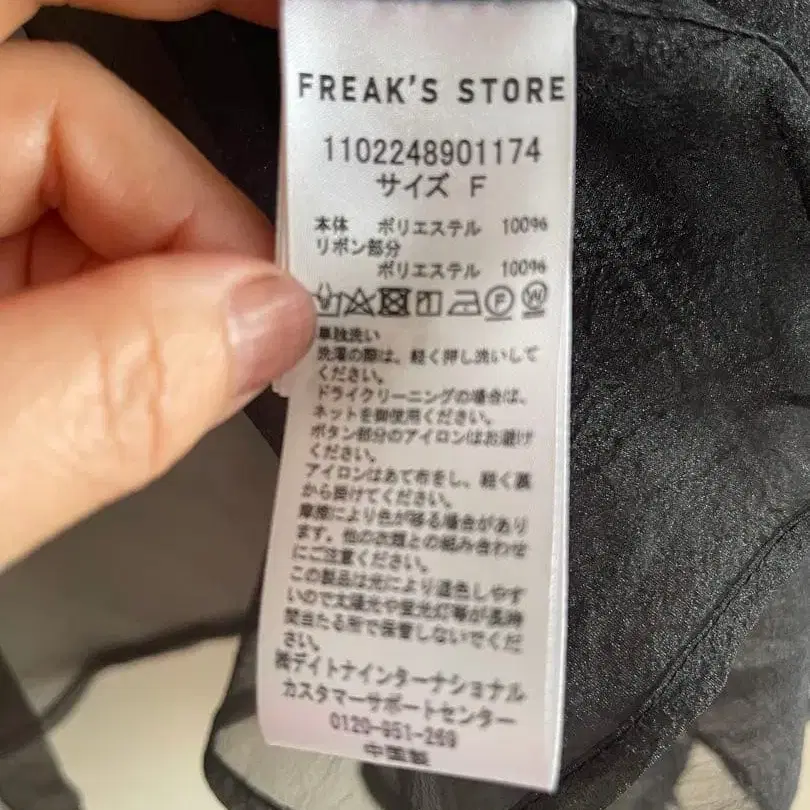 FREAK'S STORE
1102248901174
サイズ F
本体 ポリエステル 100%
リボン部分
ポリエステル 100%
F W
単独洗い
洗濯の際は、軽く押し洗いして
ください。
ドライクリーニングの場合は、
ネットを御使用ください。
ボタン部分のアイロンはお避け
ください。
アイロンはあて布をし、軽く裏
から掛けてください。
摩擦により色が移る場合があり
ます。他の衣類との組み合わせ
にご注意ください。
この製品は光により退色しやす
いので太陽光や蛍光灯等が長時
間当たる所で保管しないでくだ
さい。
㈱デイトナインターナショナル
カスタマーサポートセンター
0120-951-269
中国製